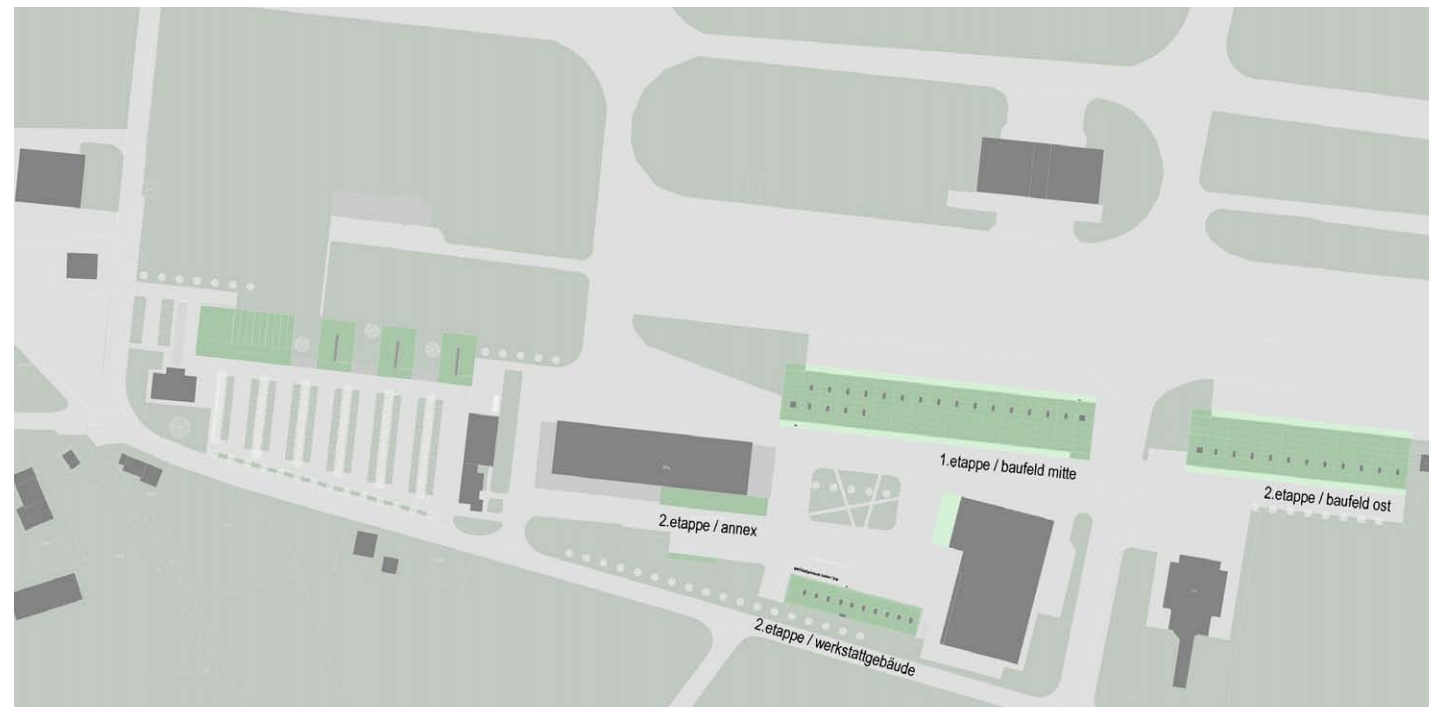 1.etappe / baufeld mitte
2.etappe / baufeld ost
2.etappe / annex
2.etappe / werkstattgebäude